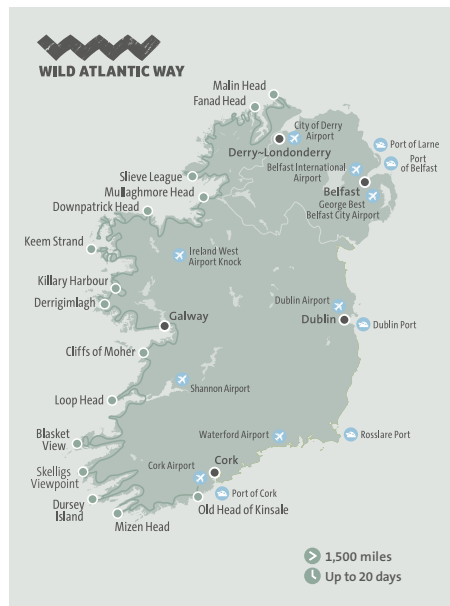 WILD ATLANTIC WAY
Malin Head
Fanad Head
City of Derry
Airport
Derry~Londonderry
Port of Larne
Belfast International
Airport
Port
of Belfast
Slieve League
Mullaghmore Head
Belfast
George Best
Belfast City Airport
Downpatrick Head
Keem Strand
Ireland West
Airport Knock
Killary Harbour
Derrigimlagh
Dublin Airport
Galway
Dublin
Dublin Port
Cliffs of Moher
Shannon Airport
Loop Head
Blasket
View
Waterford Airport
Rosslare Port
Skelligs
Viewpoint
Cork Airport
Cork
Port of Cork
Dursey
Island
Old Head of Kinsale
Mizen Head
1,500 miles
Up to 20 days